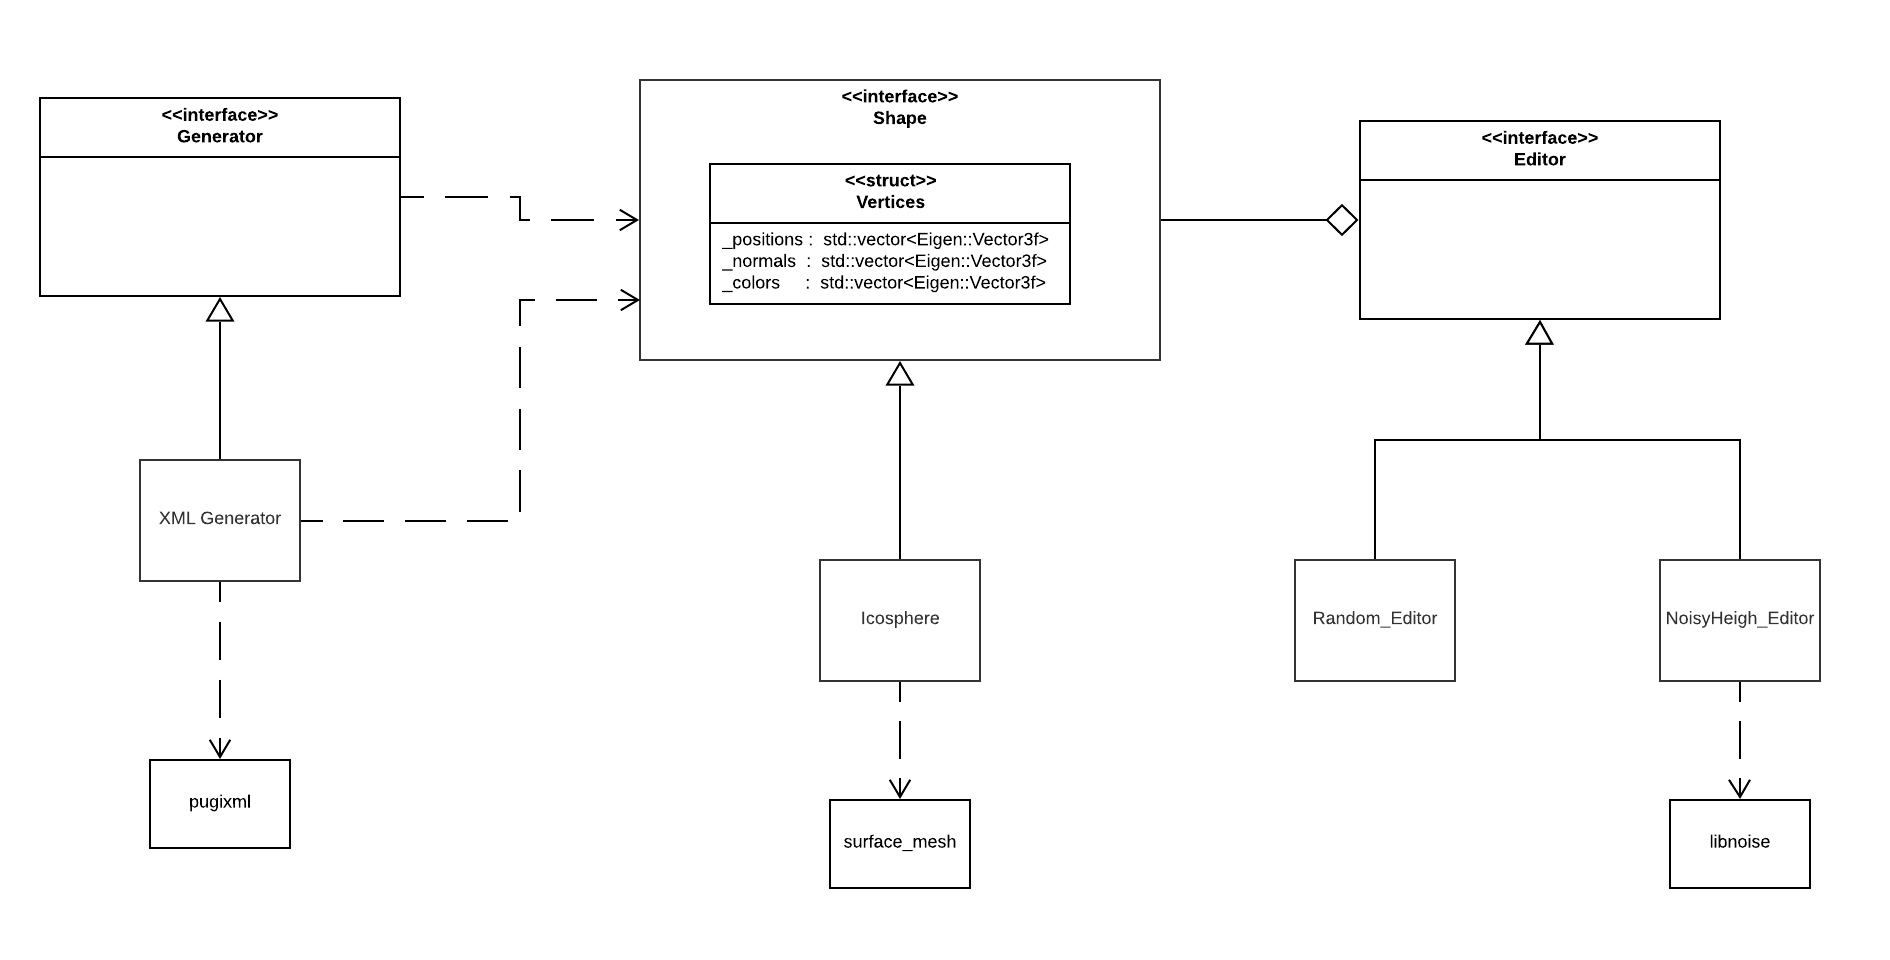 <<interface>>
Generator
<<interface>>
Shape
<<struct>>
Vertices
_positions : std::vector<Eigen::Vector3f>
_normals : std::vector<Eigen::Vector3f>
_colors : std::vector<Eigen::Vector3f>
<<interface>>
Editor
XML Generator
Icosphere
Random_Editor
NoisyHeigh_Editor
pugixml
surface_mesh
libnoise